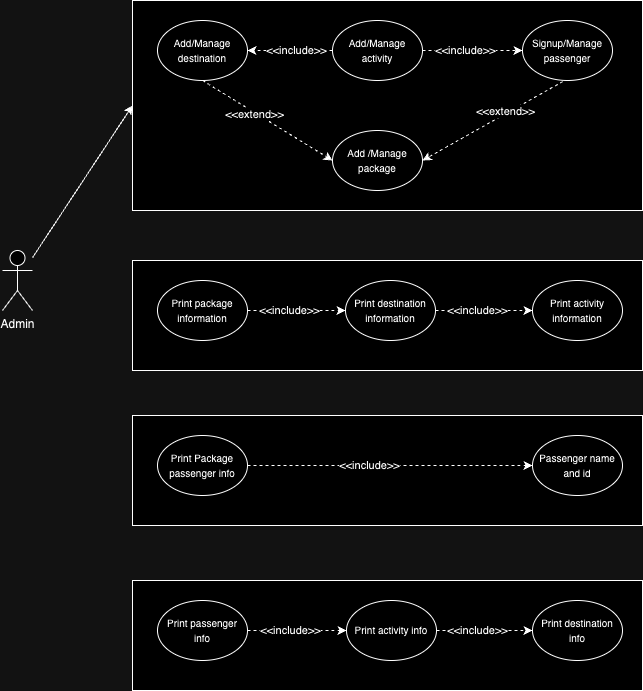 Add/Manage
destination
<<include>>
Add/Manage
activity
<<include>>
Signup/Manage
passenger
<<extend>>
<<extend>>
Add /Manage
package
Admin
Print package
information
<<include>>
Print destination
information
<<include>>
Print activity
information
Print Package
passenger info
<<include>>
Passenger name
and id
Print passenger
info
<<include>>
Print activity info
<<include>>
Print destination
info